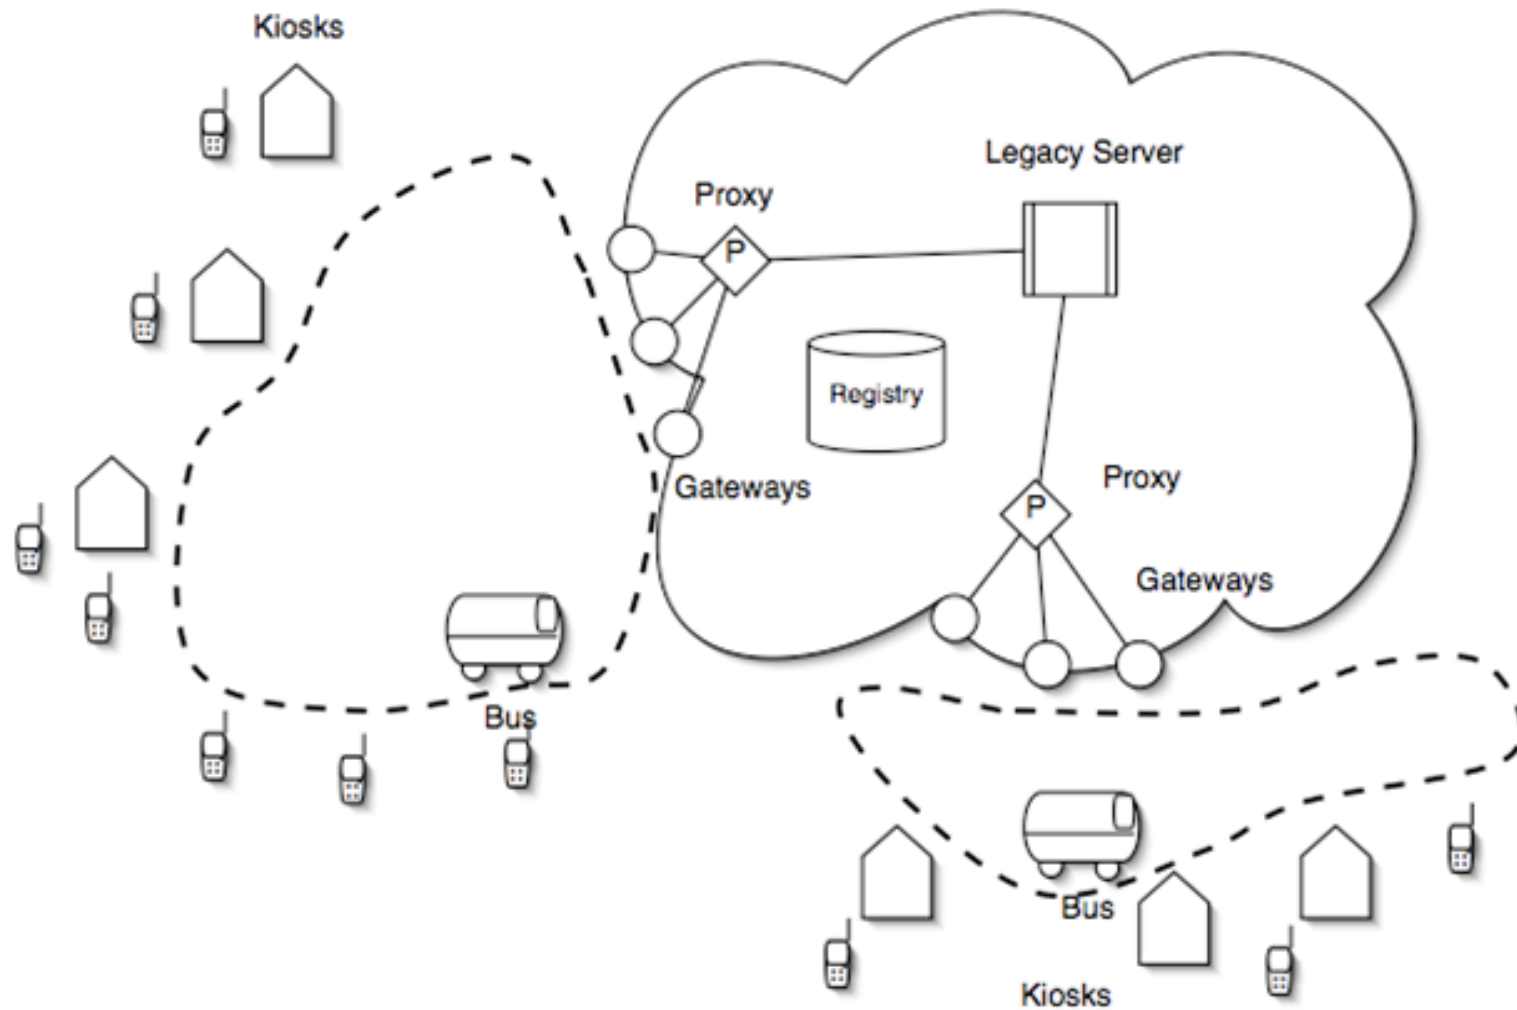 Kiosks
Legacy Server
Proxy
P
Registry
Gateways
Proxy
P
Gateways
Bus
Bus
Kiosks